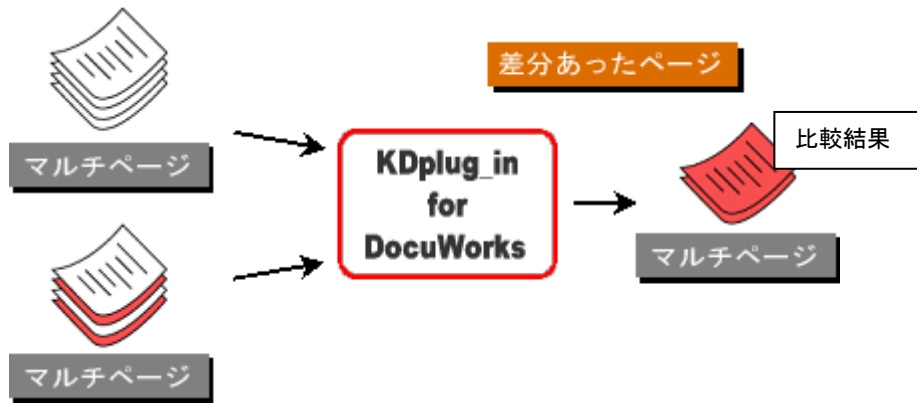 差分あったページ
比較結果
マルチページ
KDplug_in
for
DocuWorks
マルチページ
マルチページ